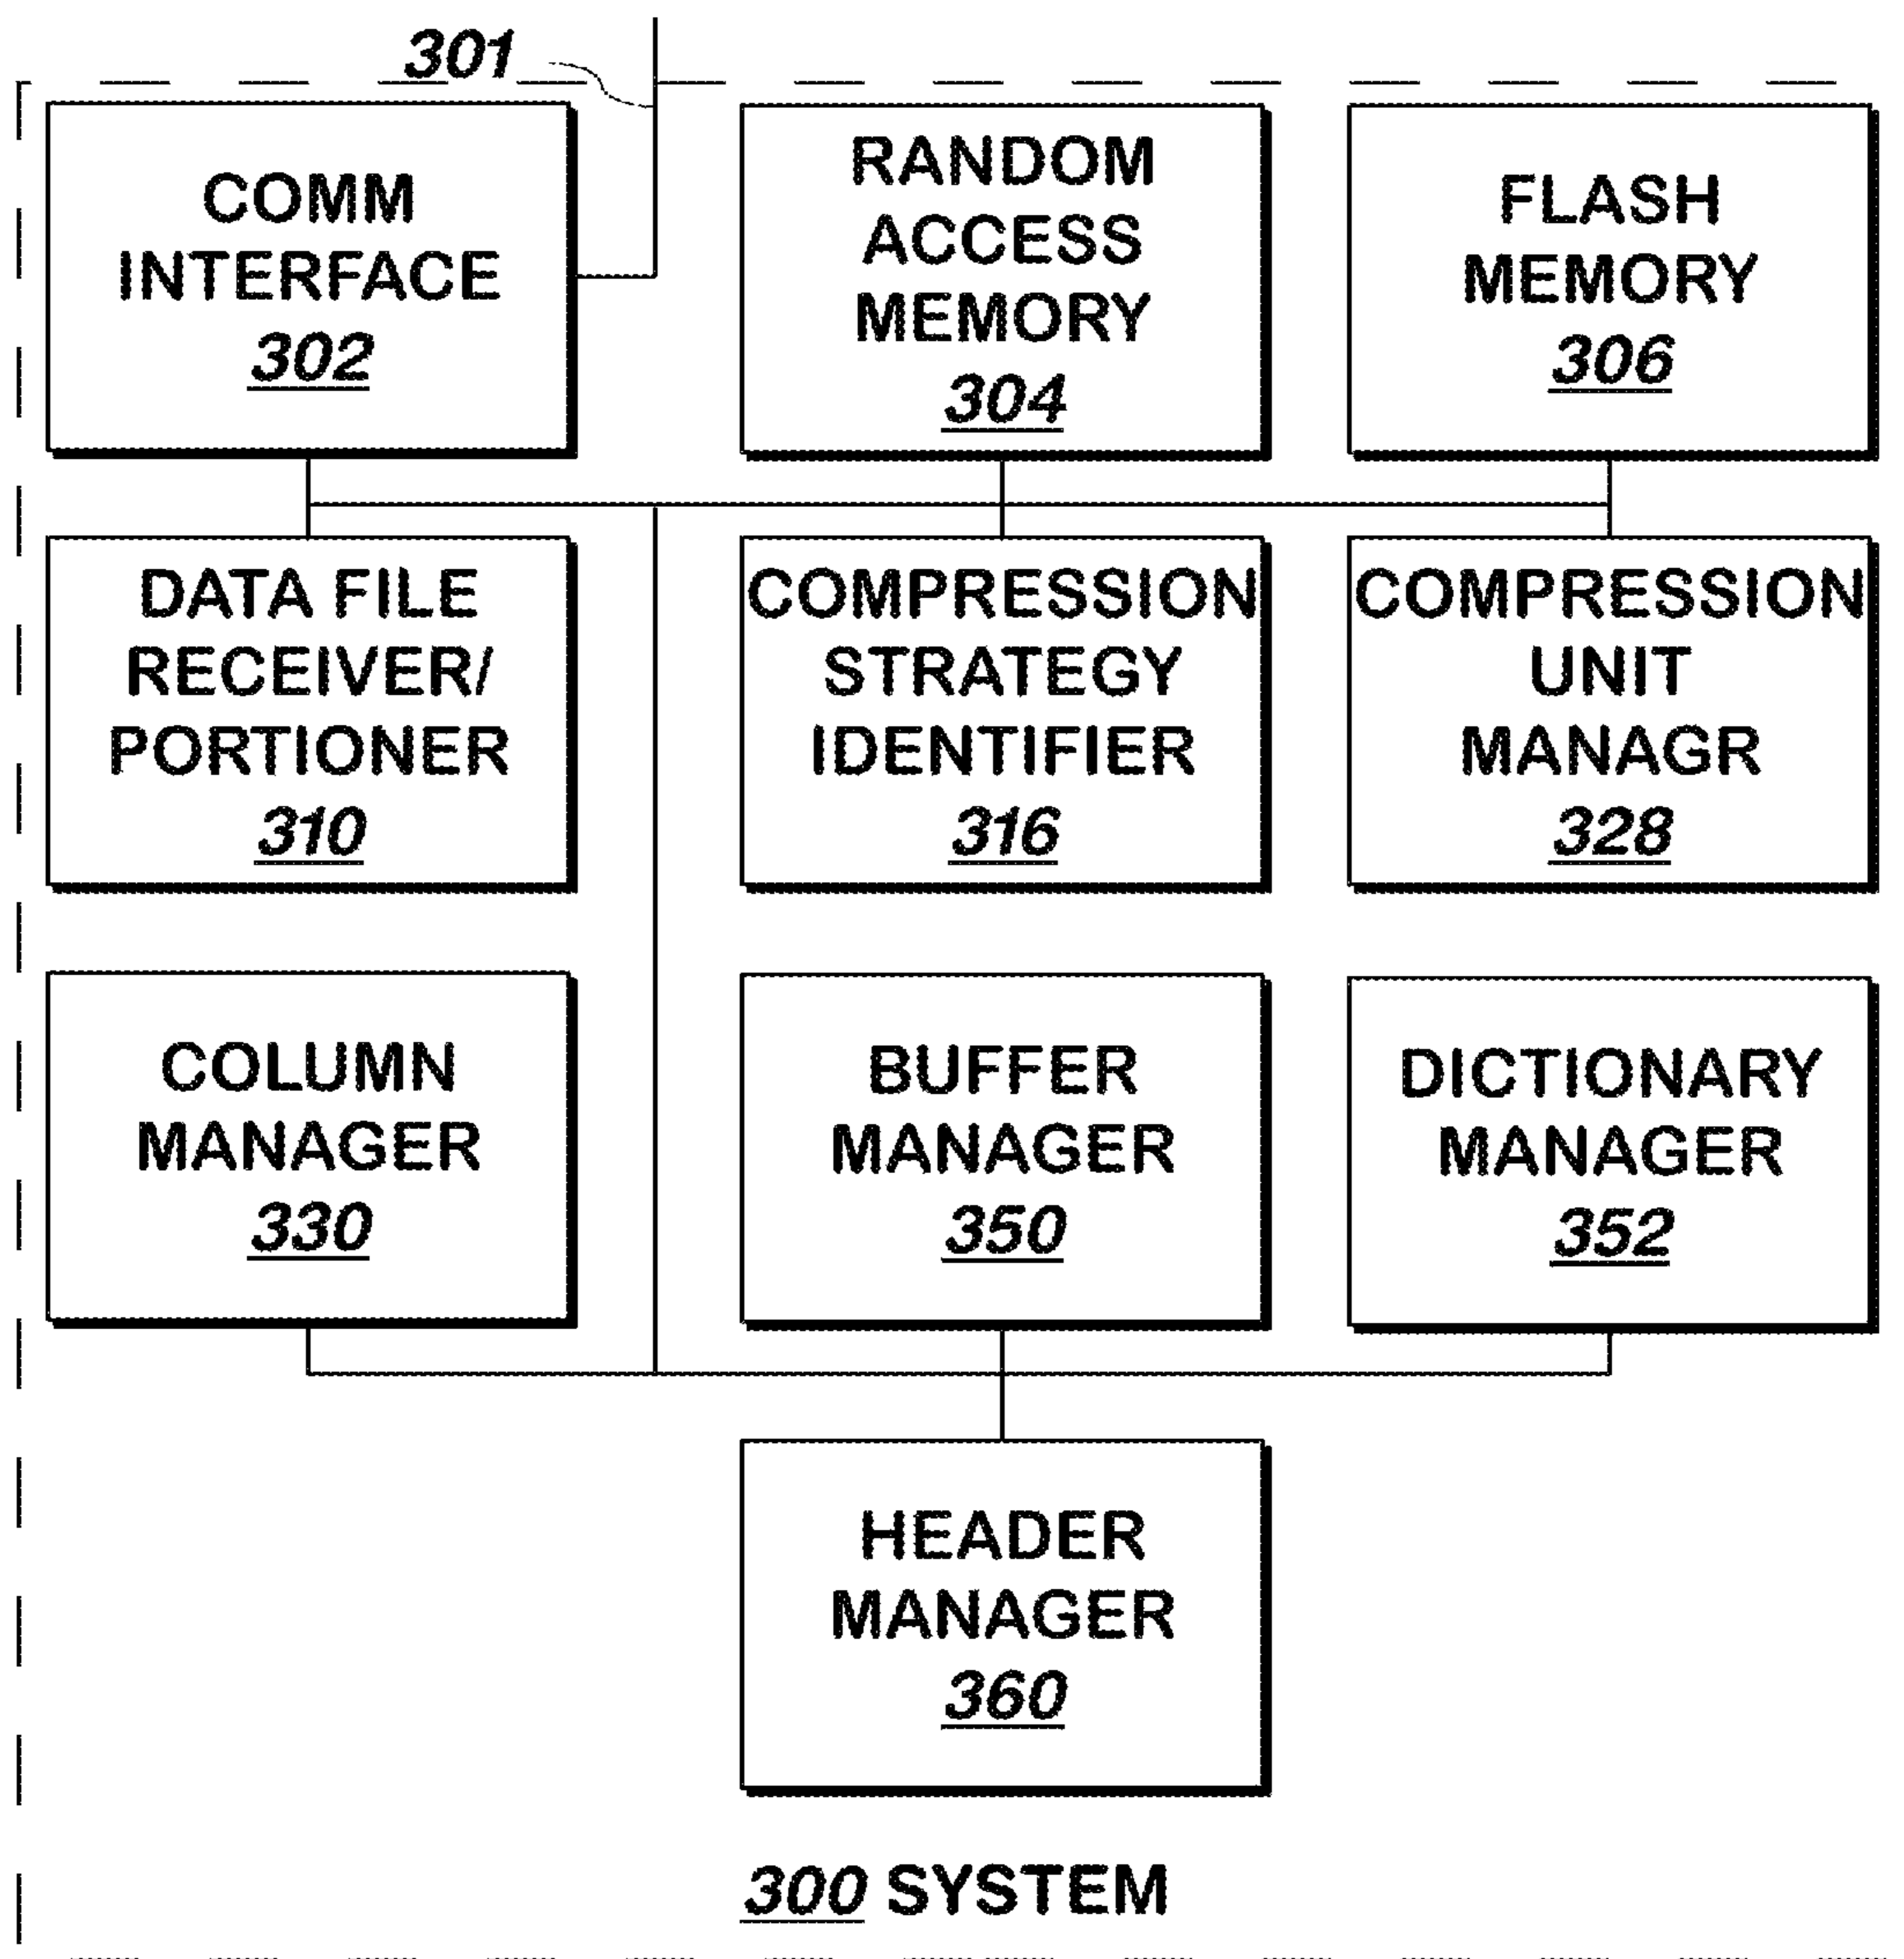 301
COMM
INTERFACE
302
RANDOM
ACCESS
MEMORY
304
FLASH
MEMORY
306
DATA FILE
RECEIVER/
PORTIONER
310
COMPRESSION
STRATEGY
IDENTIFIER
316
COMPRESSION
UNIT
MANAGR
328
COLUMN
MANAGER
330
BUFFER
MANAGER
350
DICTIONARY
MANAGER
352
HEADER
MANAGER
360
300 SYSTEM